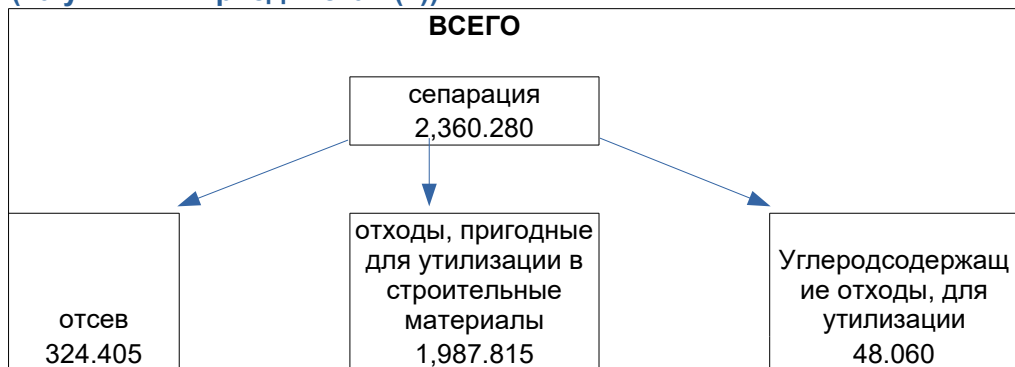 ВСЕГО
сепарация
2,360.280
отсев
324.405
отходы, пригодные
для утилизации в
строительные
материалы
1,987.815
Углеродсодержащ
ие отходы, для
утилизации
48.060